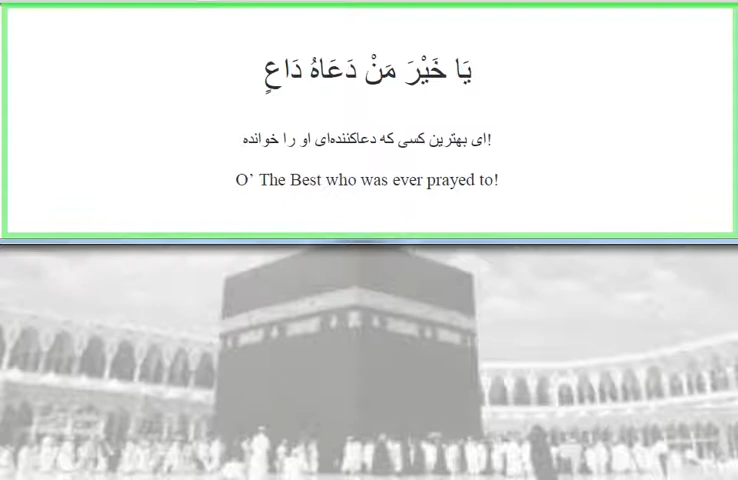 يَا خَيْرَ مَنْ دَعَاهُ دَاعٍ
ای بهترین کسی که دعاکننده‌ای او را خوانده!
O’ The Best who was ever prayed to!